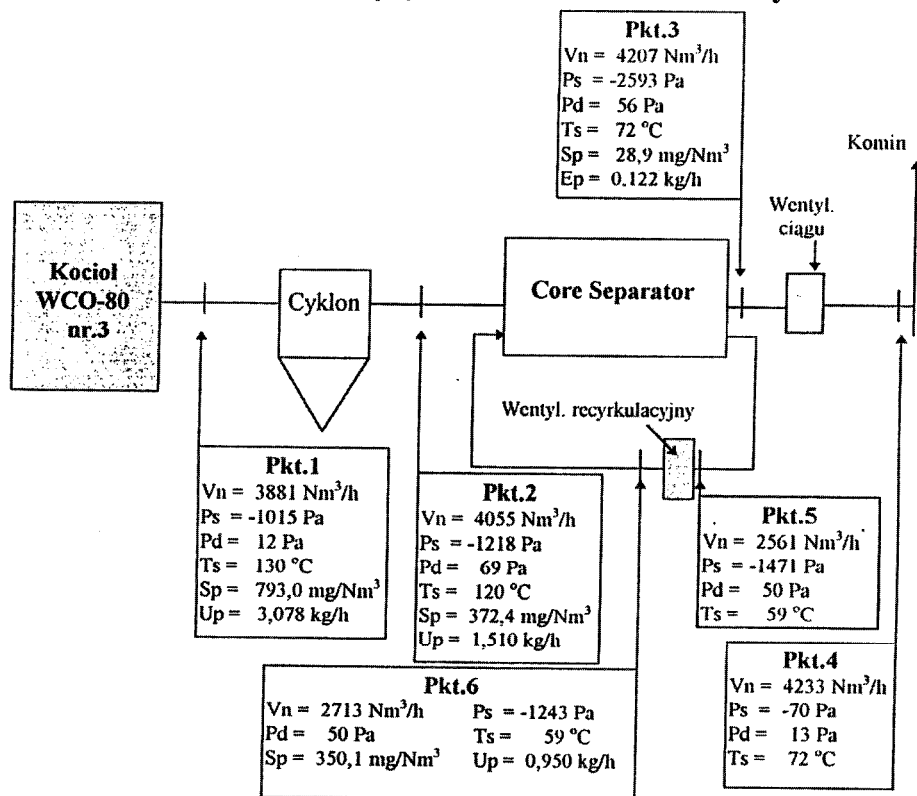 Pkt.3
Vn = 4207 Nm³/h
Ps = -2593 Pa
Pd = 56 Pa
Ts = 72 °C
Sp = 28,9 mg/Nm³
Ep = 0.122 kg/h
Komin
Wentyl.
ciągu
Kocioł
WCO-80
nr.3
Cyklon
Core Separator
Wentyl. recyrkulacyjny
Pkt.1
Vn = 3881 Nm³/h
Ps = -1015 Pa
Pd = 12 Pa
Ts = 130 °C
Sp = 793,0 mg/Nm³
Up = 3,078 kg/h
Pkt.2
Vn = 4055 Nm³/h
Ps = -1218 Pa
Pd = 69 Pa
Ts = 120 °C
Sp = 372,4 mg/Nm³
Up = 1,510 kg/h
Pkt.5
Vn = 2561 Nm³/h
Ps = -1471 Pa
Pd = 50 Pa
Ts = 59 °C
Pkt.4
Vn = 4233 Nm³/h
Ps = -70 Pa
Pd = 13 Pa
Ts = 72 °C
Pkt.6
Vn = 2713 Nm³/h Ps = -1243 Pa
Pd = 50 Pa Ts = 59 °C
Sp = 350,1 mg/Nm³ Up = 0,950 kg/h